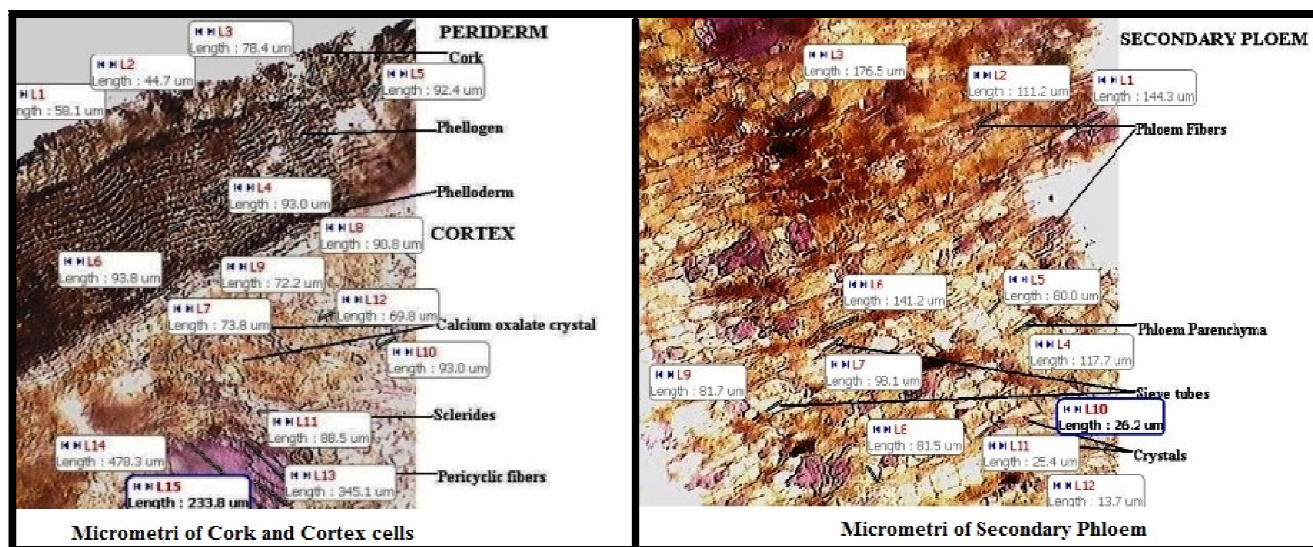 L3
Length : 78.4 um
PERIDERM
Cork
L2
Length : 44.7 um
L5
Length : 92.4 um
L1
ngth : 58.1 um
Phellogen
L4
Length : 93.0 um
Phelloderm
L8
Length : 90.8 um
CORTEX
L6
Length : 93.8 um
L9
Length : 72.2 um
L7
Length : 73.8 um
L12
Length : 69.8 um
Calcium oxalate crystal
L10
Length : 93.0 um
Sclerides
L11
Length : 88.5 um
L14
Length : 478.3 um
L13
Length : 345.1 um
Pericyclic fibers
L15
Length : 233.8 um
Micrometri of Cork and Cortex cells
SECONDARY PLOEM
L3
Length : 176.5 um
L2
Length : 111.2 um
L1
Length : 144.3 um
Phloem Fibers
L6
Length : 141.2 um
L5
Length : 80.0 um
Phloem Parenchyma
L4
Length : 117.7 um
L7
Length : 98.1 um
L9
Length : 81.7 um
Sieve tubes
L10
Length : 26.2 um
L8
Length : 81.5 um
L11
Length : 25.4 um
Crystals
L12
Length : 13.7 um
Micrometri of Secondary Phloem